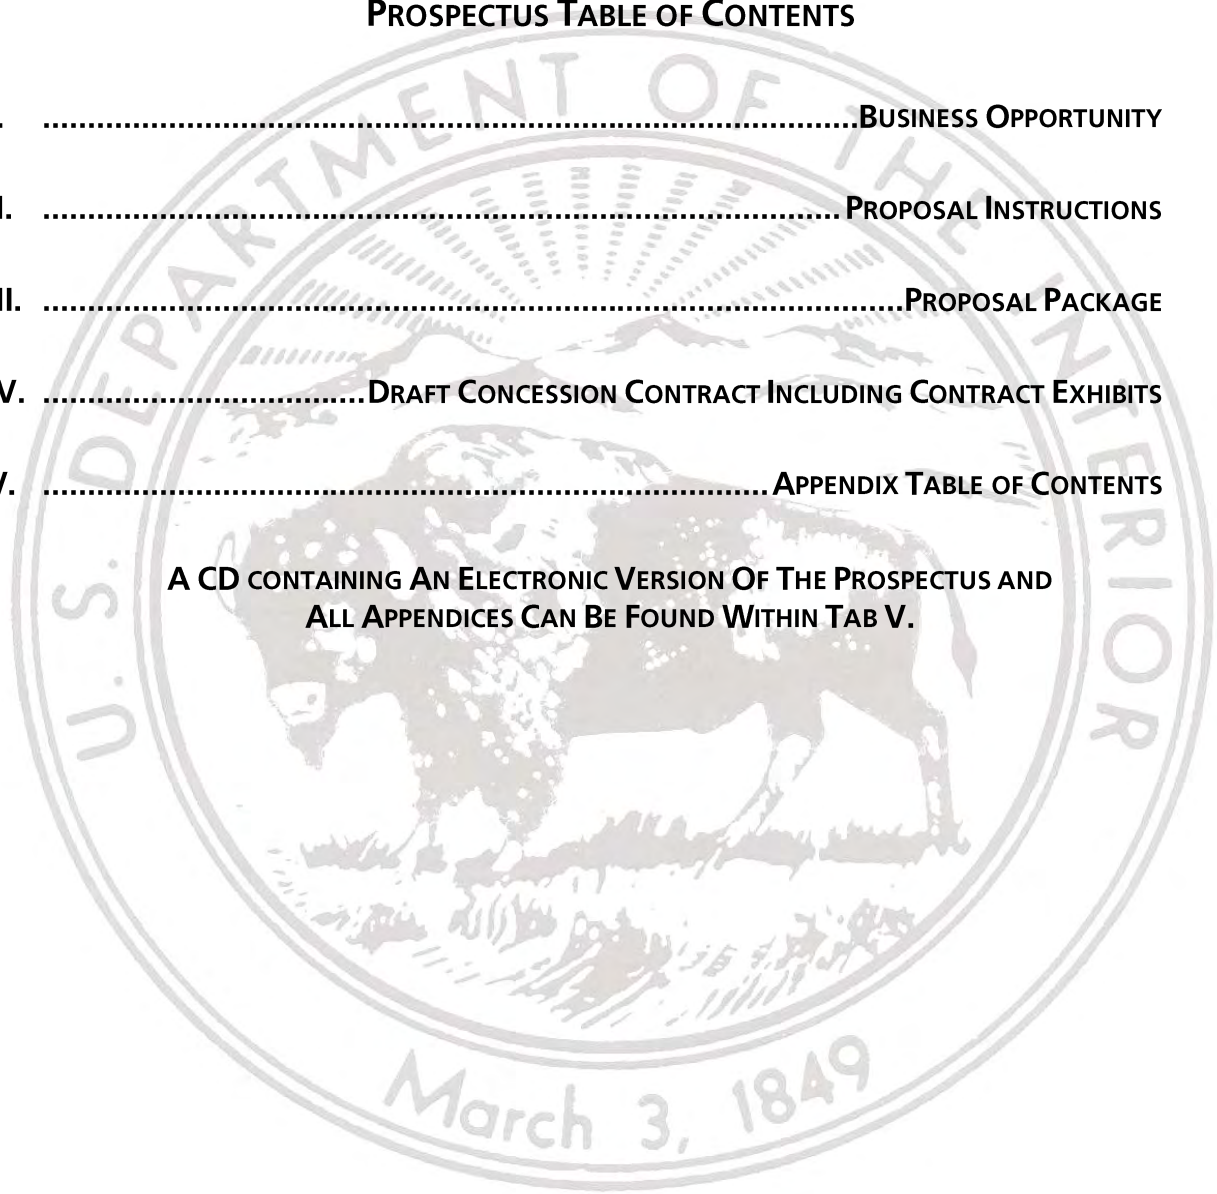 PROSPECTUS TABLE OF CONTENTS
. ............................................................................................BUSINESS OPPORTUNITY
I. ..........................................................................................PROPOSAL INSTRUCTIONS
II. .................................................................................................PROPOSAL PACKAGE
V. ....................................DRAFT CONCESSION CONTRACT INCLUDING CONTRACT EXHIBITS
V. ..................................................................................APPENDIX TABLE OF CONTENTS
A CD CONTAINING AN ELECTRONIC VERSION OF THE PROSPECTUS AND
ALL APPENDICES CAN BE FOUND WITHIN TAB V.
U.S. DEPARTMENT OF THE INTERIOR
March 3, 1849